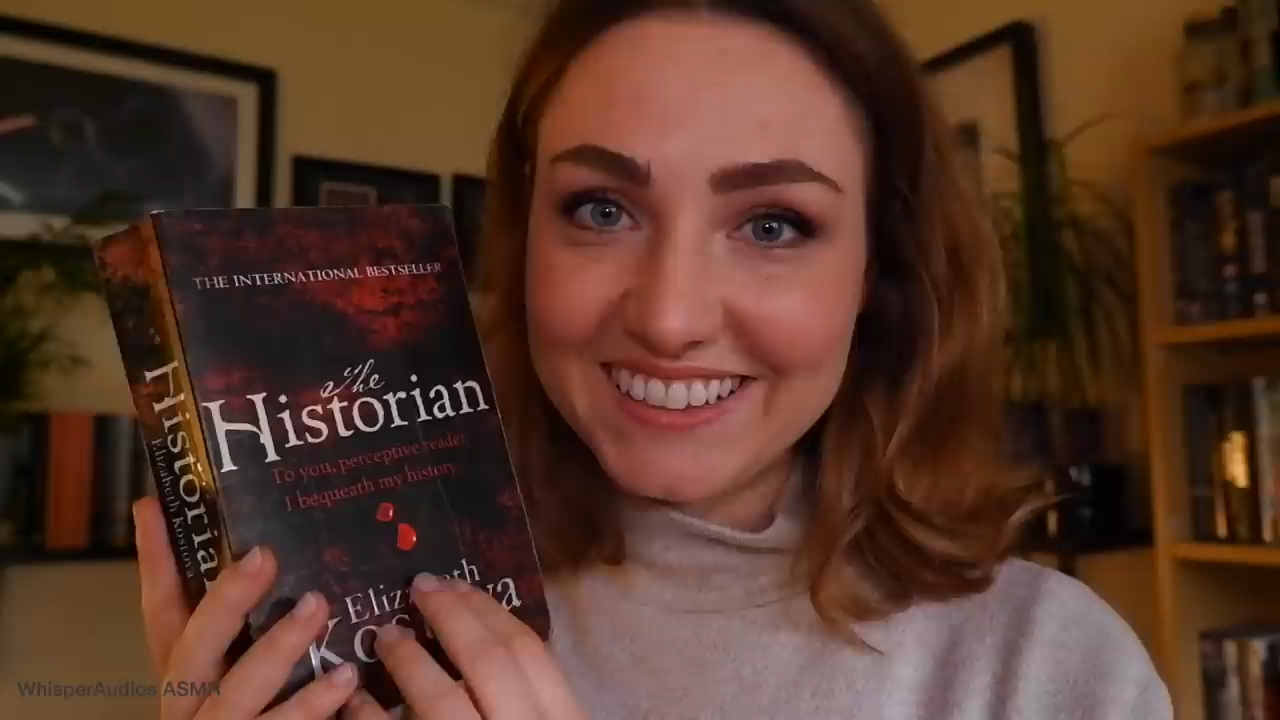 THE INTERNATIONAL BESTSELLER
The
Historian
To you, perceptive reader,
I bequeath my history.
Historian
Elizabeth Kostova
WhisperAudios ASMR